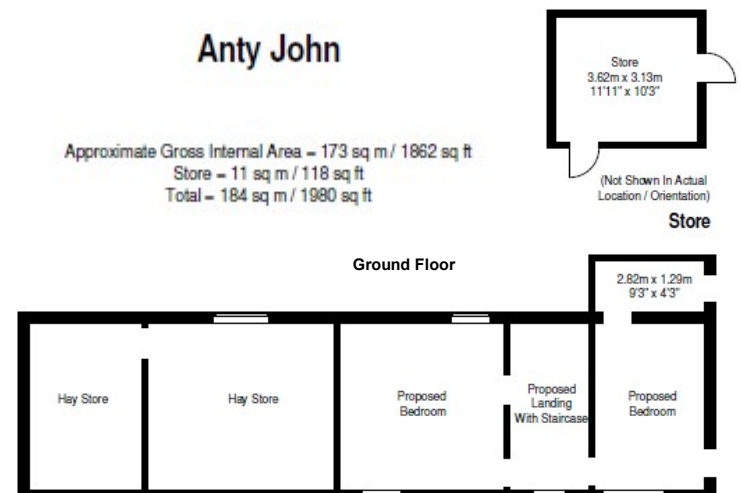 Anty John
Approximate Gross Internal Area = 173 sq m / 1862 sq ft
Store = 11 sq m / 118 sq ft
Total = 184 sq m / 1980 sq ft
Store
3.62m x 3.13m
11'11" x 10'3"
(Not Shown In Actual
Location / Orientation)
Store
Ground Floor
2.82m x 1.29m
9'3" x 4'3"
Hay Store
Hay Store
Proposed
Bedroom
Proposed
Landing
With Staircase
Proposed
Bedroom